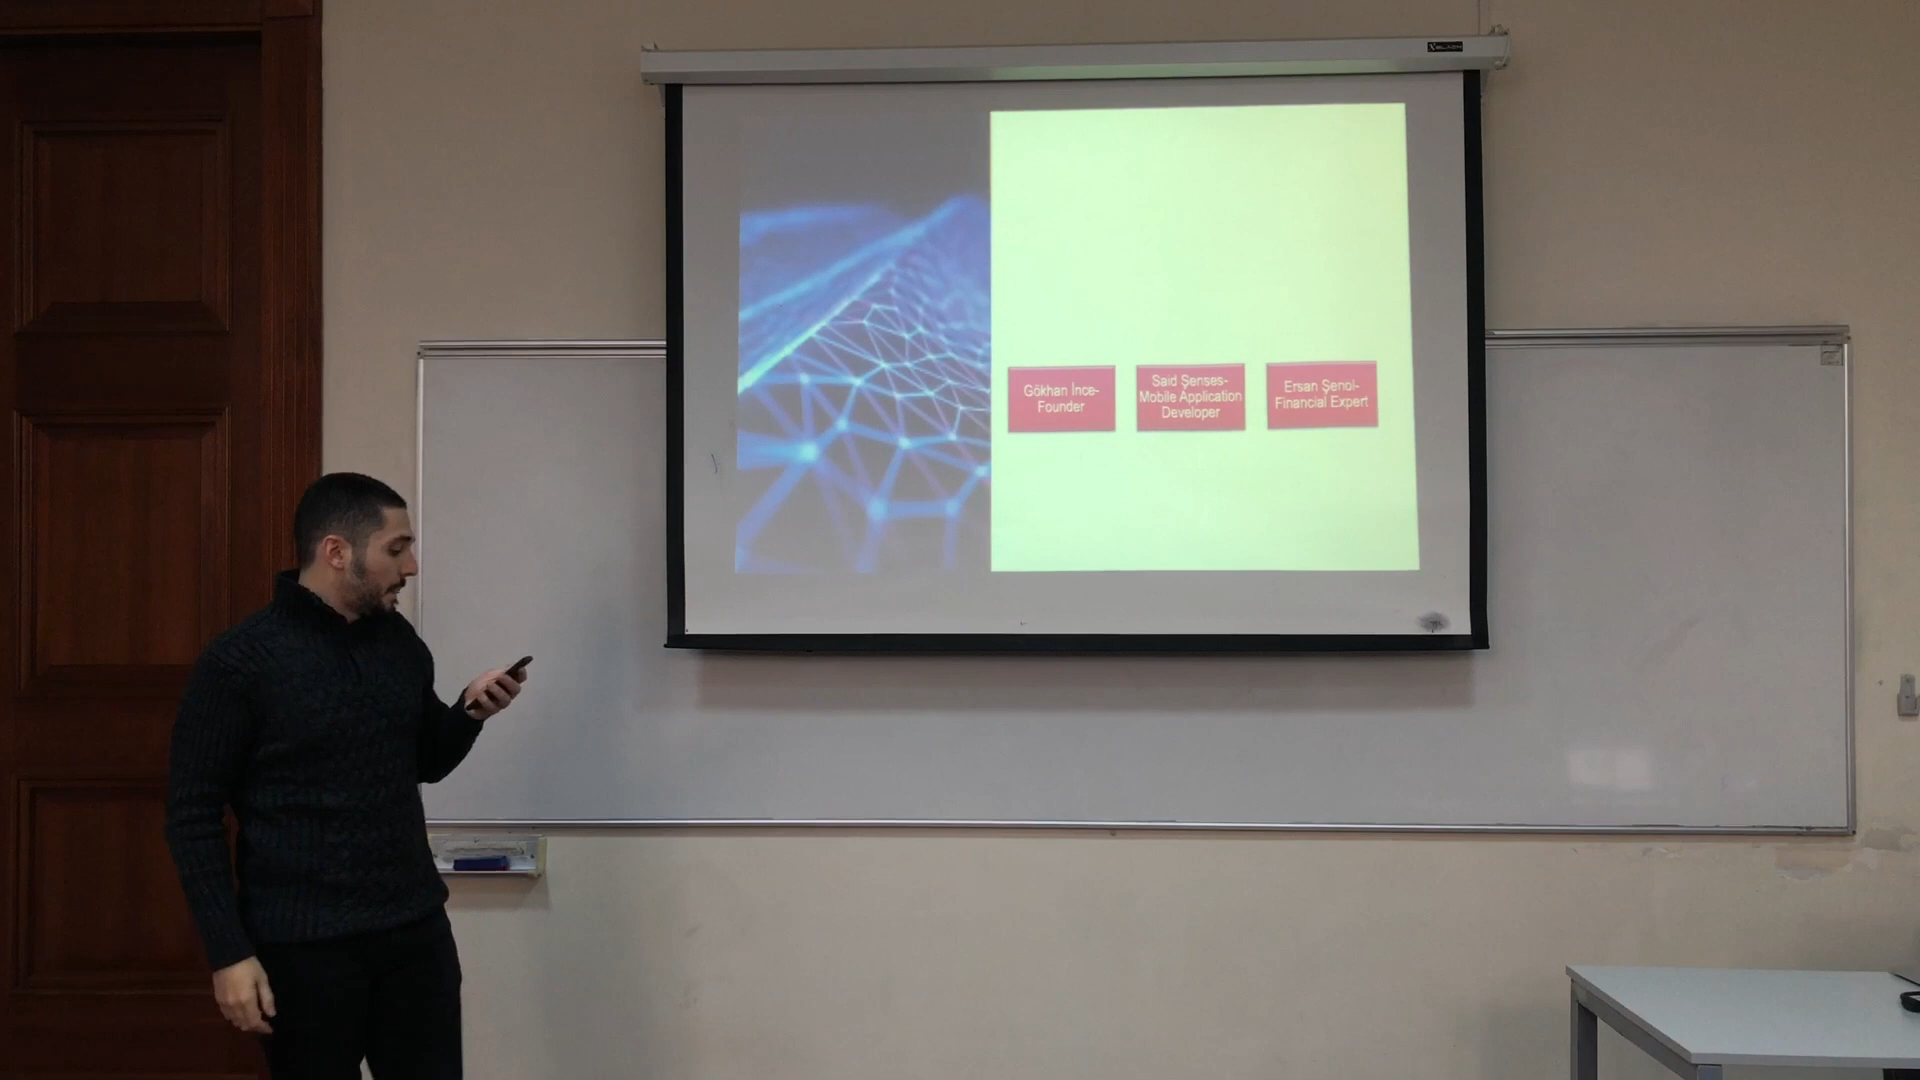 Gökhan İnce-
Founder
Said Şenses-
Mobile Application
Developer
Ersan Şenol-
Financial Expert